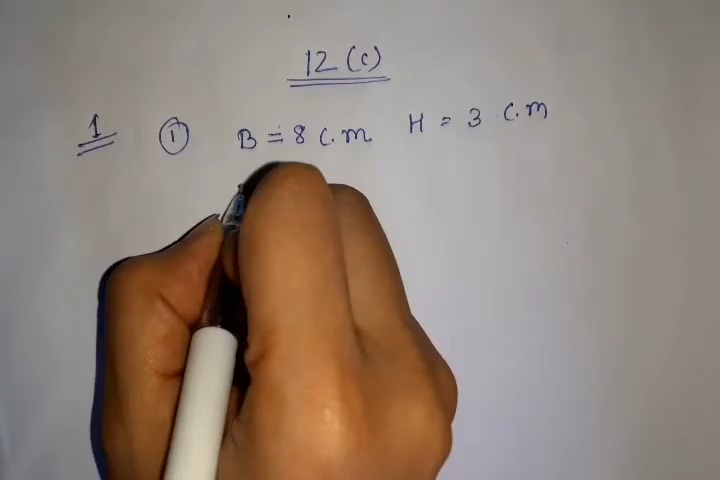 12 (c)
1 ① B = 8 c.m H = 3 c.m